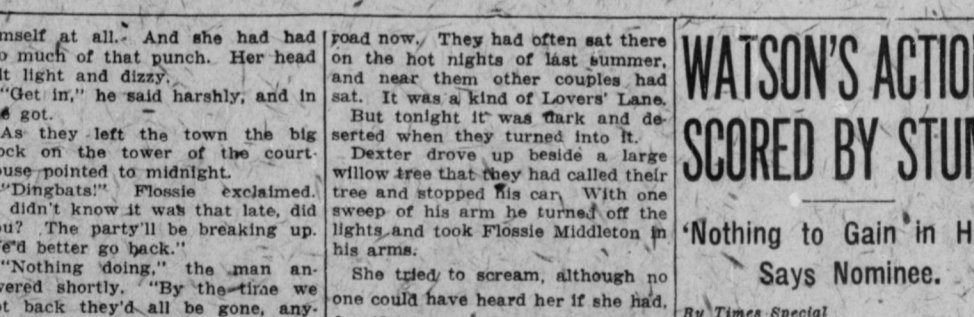 mself at all. And she had had
o much of that punch. Her head
lt light and dizzy.
"Get in," he said harshly, and in
e got.
As they left the town the big
ock on the tower of the court-
ouse pointed to midnight.
"Dingbats!" Flossie exclaimed.
didn't know it was that late, did
ou? The party'll be breaking up.
e'd better go back."
"Nothing doing," the man an-
wered shortly. "By the time we
ot back they'd all be gone, any-
road now. They had often sat there
on the hot nights of last summer,
and near them other couples had
sat. It was a kind of Lovers' Lane.
But tonight it was dark and de-
serted when they turned into it.
Dexter drove up beside a large
willow tree that they had called their
tree and stopped his car. With one
sweep of his arm he turned off the
lights and took Flossie Middleton in
his arms.
She tried to scream, although no
one could have heard her if she had.
WATSON'S ACTIO
SCORED BY STU
'Nothing to Gain in H
Says Nominee.
By Times Special